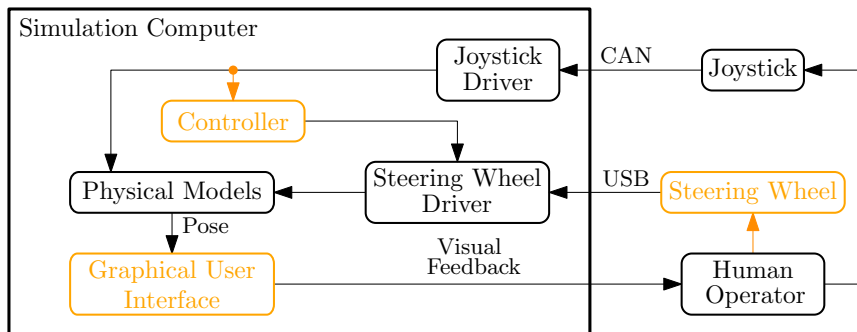 Simulation Computer
Joystick
Driver
CAN
Joystick
Controller
Physical Models
Steering Wheel
Driver
USB
Steering Wheel
Pose
Graphical User
Interface
Visual
Feedback
Human
Operator